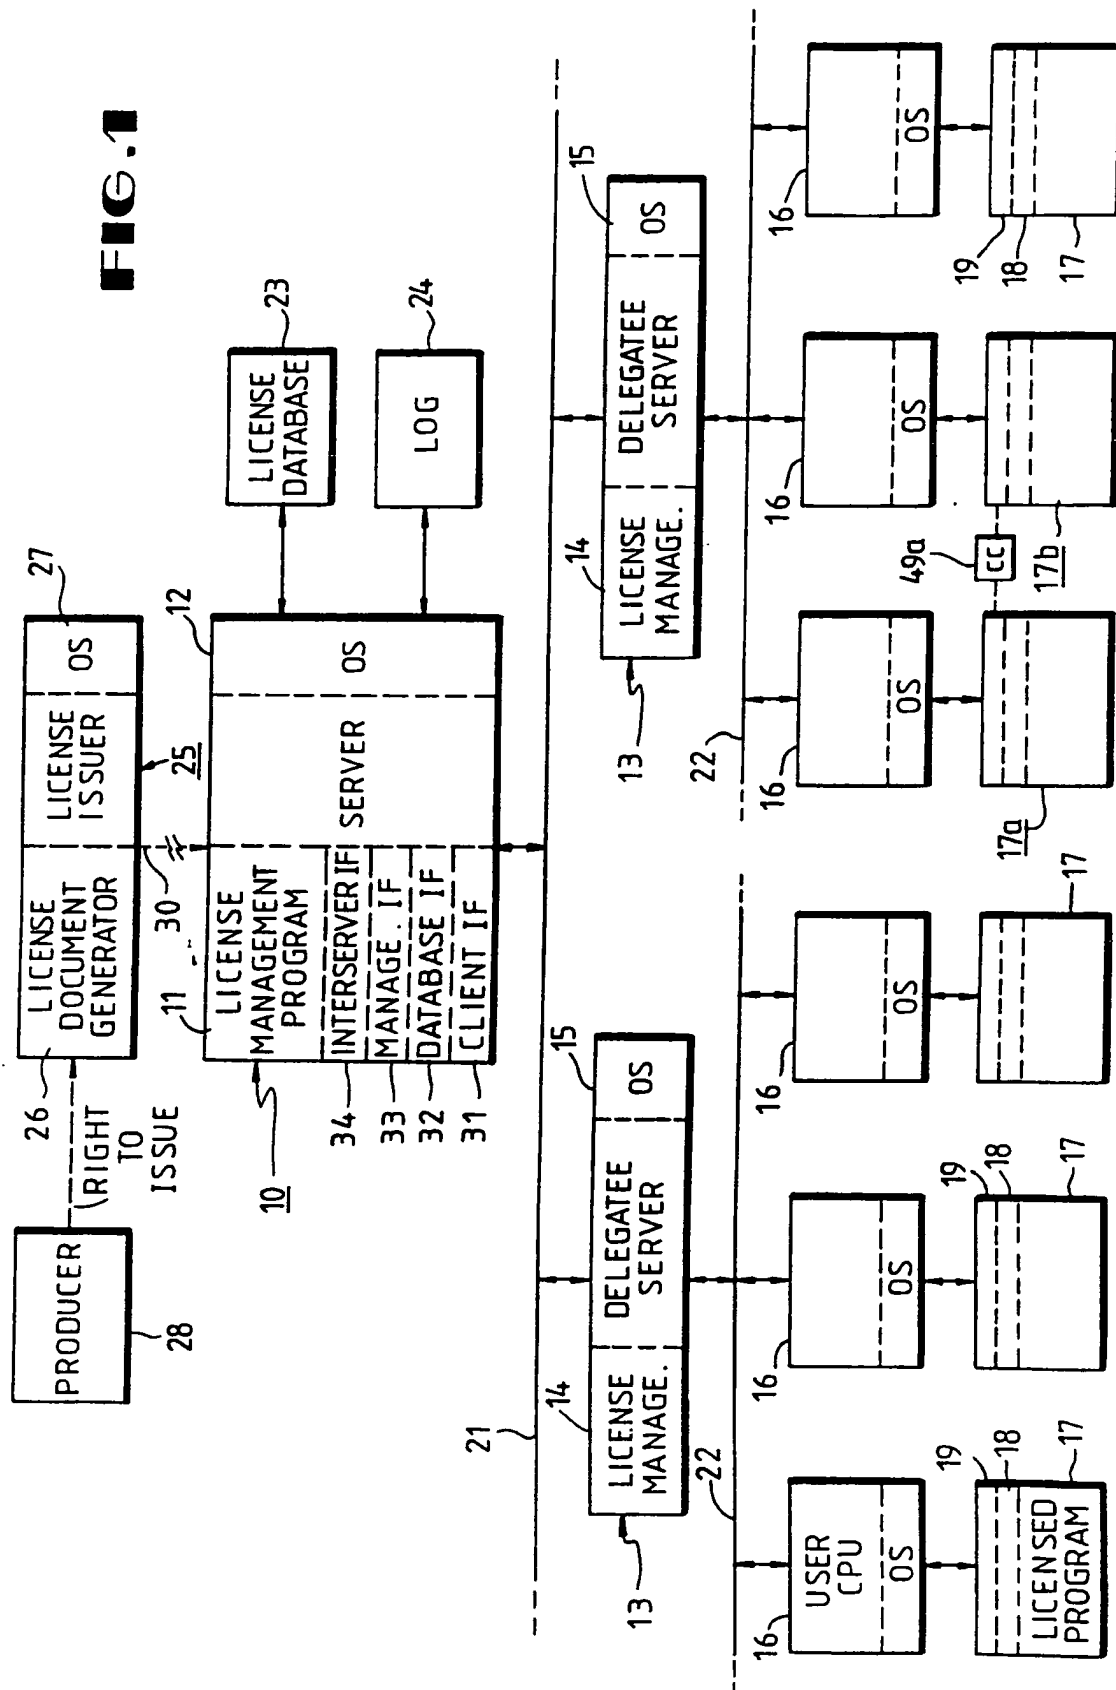 FIG.1
PRODUCER
28
RIGHT
TO
ISSUE
26
LICENSE
DOCUMENT
GENERATOR
LICENSE
ISSUER
OS
27
25
30
10
11
LICENSE
MANAGEMENT
PROGRAM
SERVER
OS
12
INTERSERVER IF
MANAGE. IF
DATABASE IF
CLIENT IF
34
33
32
31
LICENSE
DATABASE
23
LOG
24
21
13
14
LICENSE
MANAGE.
DELEGATEE
SERVER
OS
15
13
14
LICENSE
MANAGE.
DELEGATEE
SERVER
OS
15
22
22
16
USER
CPU
OS
16
OS
16
OS
16
OS
16
OS
16
OS
19
18
17
LICENSED
PROGRAM
19
18
17
17
17a
49a
CC
17b
19
18
17